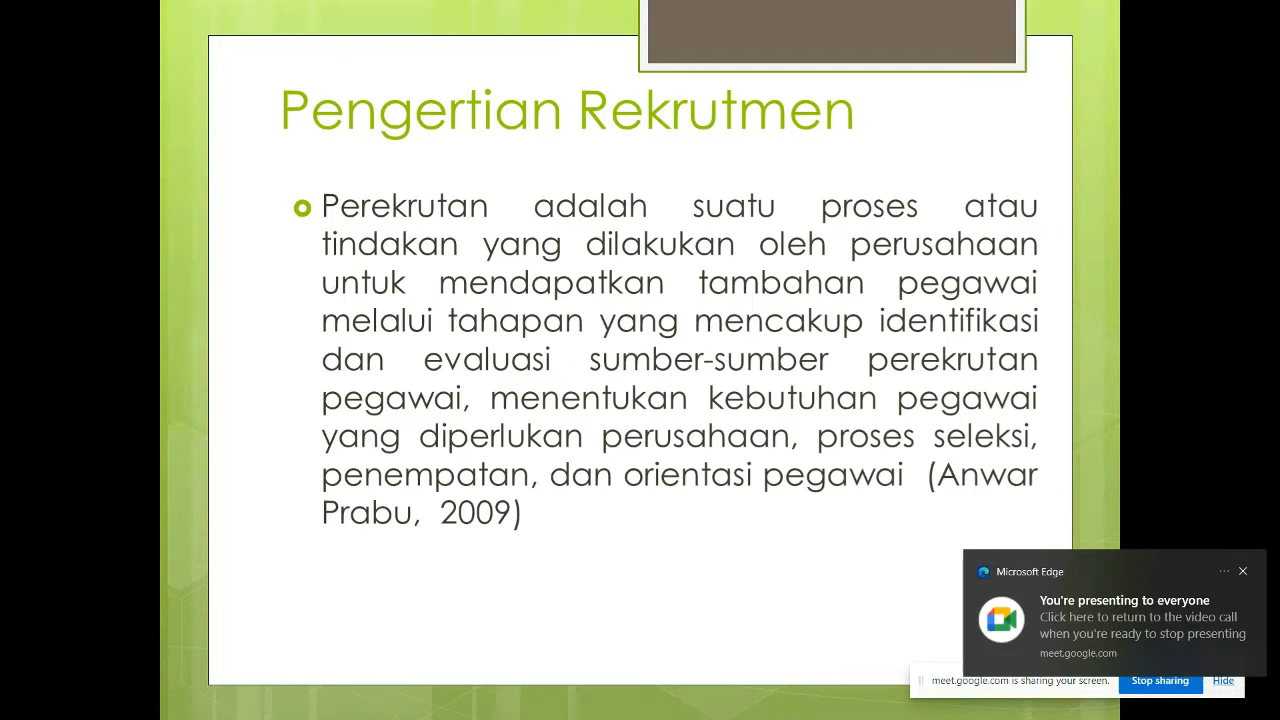 Pengertian Rekrutmen
Perekrutan adalah suatu proses atau
tindakan yang dilakukan oleh perusahaan
untuk mendapatkan tambahan pegawai
melalui tahapan yang mencakup identifikasi
dan evaluasi sumber-sumber perekrutan
pegawai, menentukan kebutuhan pegawai
yang diperlukan perusahaan, proses seleksi,
penempatan, dan orientasi pegawai (Anwar
Prabu, 2009)
Microsoft Edge
You're presenting to everyone
Click here to return to the video call
when you're ready to stop presenting
meet.google.com
meet.google.com is sharing your screen. Stop sharing Hide